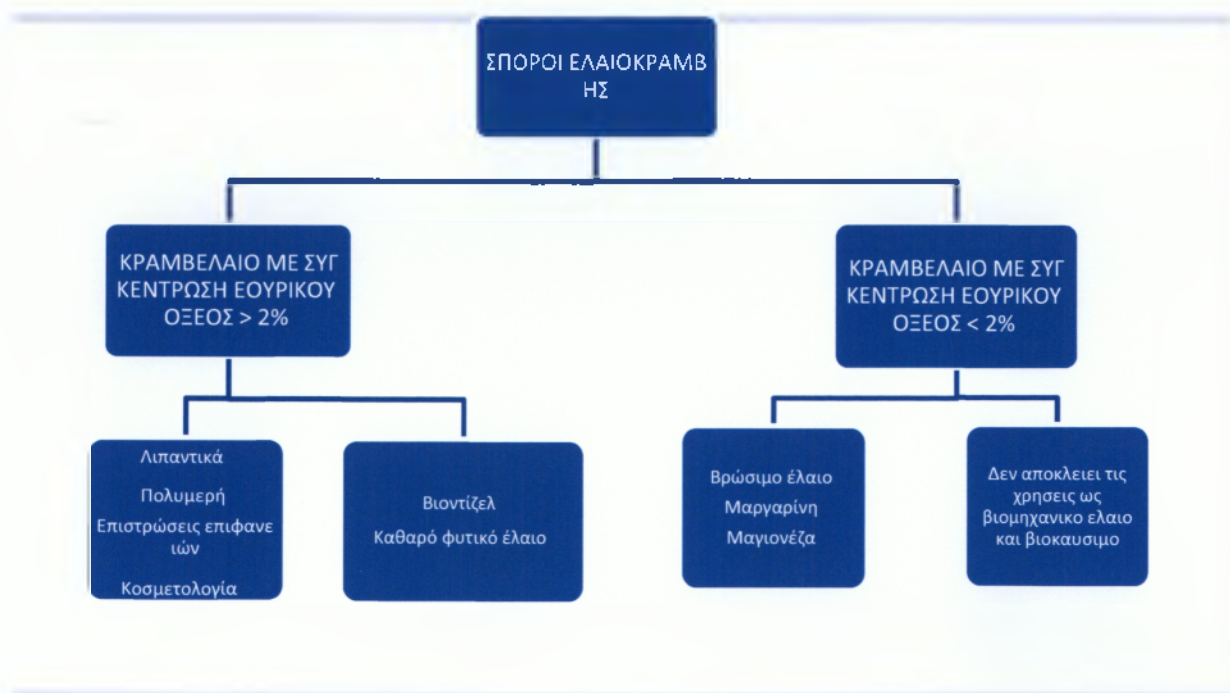 ΣΠΟΡΟΙ ΕΛΑΙΟΚΡΑΜΒ
ΗΣ
ΚΡΑΜΒΕΛΑΙΟ ΜΕ ΣΥΓ
ΚΕΝΤΡΩΣΗ ΕΟΥΡΙΚΟΥ
ΟΞΕΟΣ > 2%
ΚΡΑΜΒΕΛΑΙΟ ΜΕ ΣΥΓ
ΚΕΝΤΡΩΣΗ ΕΟΥΡΙΚΟΥ
ΟΞΕΟΣ < 2%
Λιπαντικά
Πολυμερή
Επιστρώσεις επιφανε
ιών
Κοσμετολογία
Βιοντίζελ
Καθαρό φυτικό έλαιο
Βρώσιμο έλαιο
Μαργαρίνη
Μαγιονέζα
Δεν αποκλειει τις
χρησεις ως
βιομηχανικο ελαιο
και βιοκαυσιμο